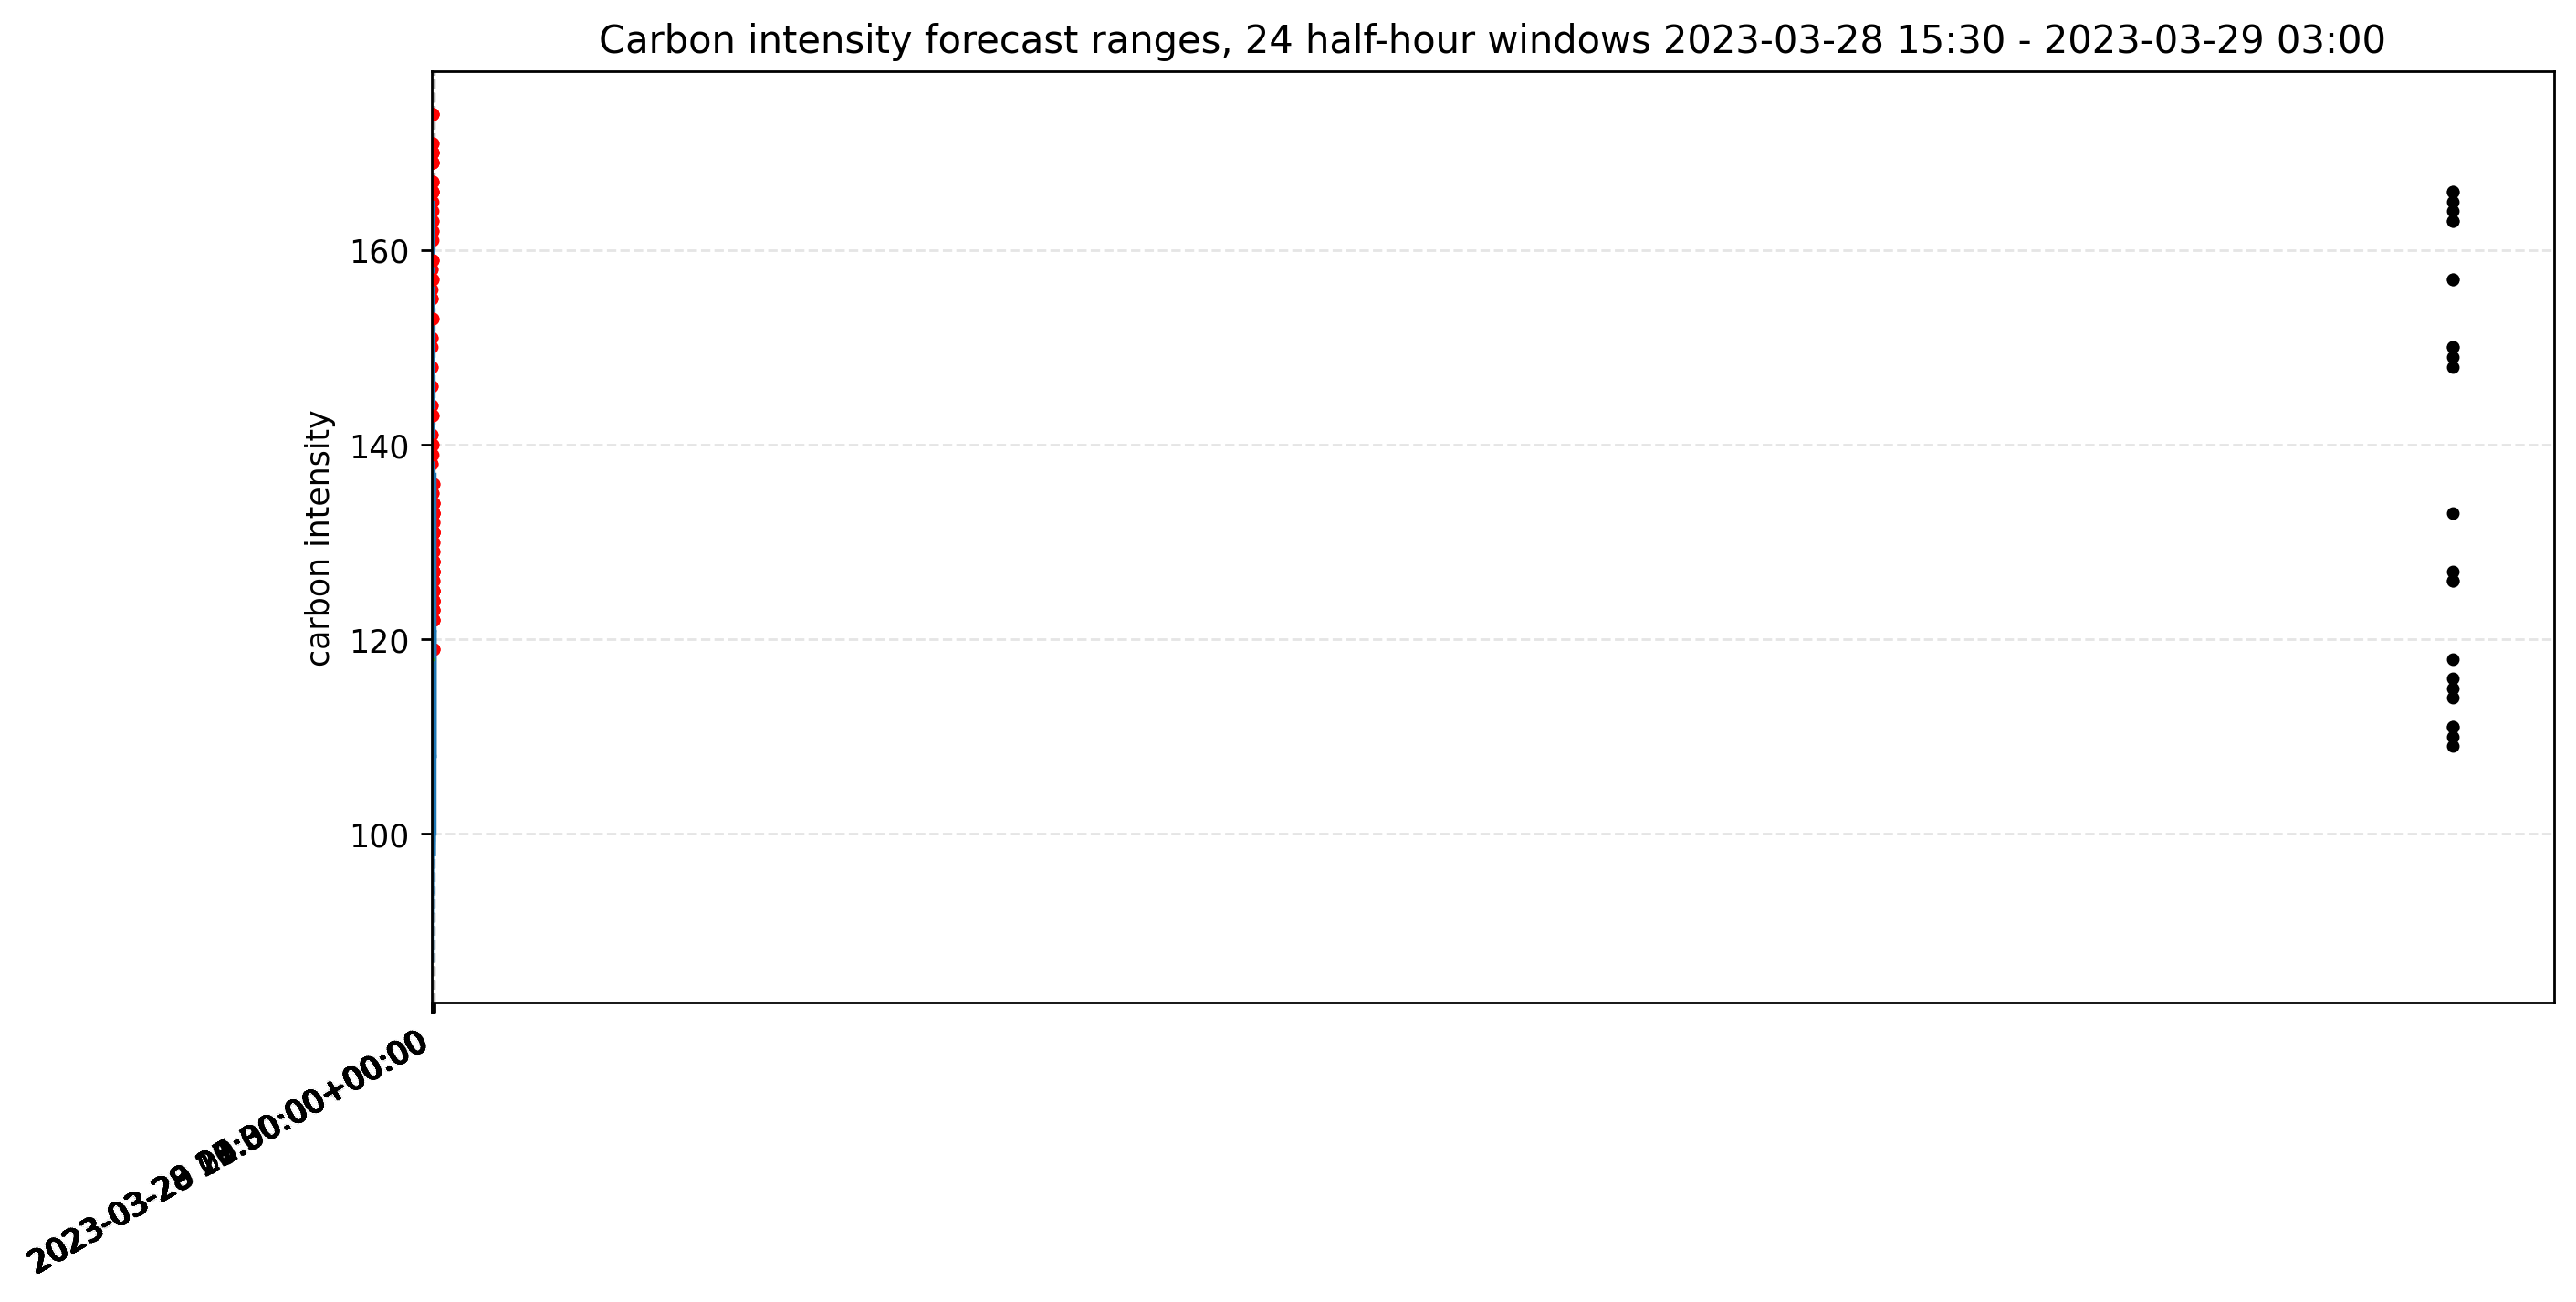 Carbon intensity forecast ranges, 24 half-hour windows 2023-03-28 15:30 - 2023-03-29 03:00
carbon intensity
160
140
120
100